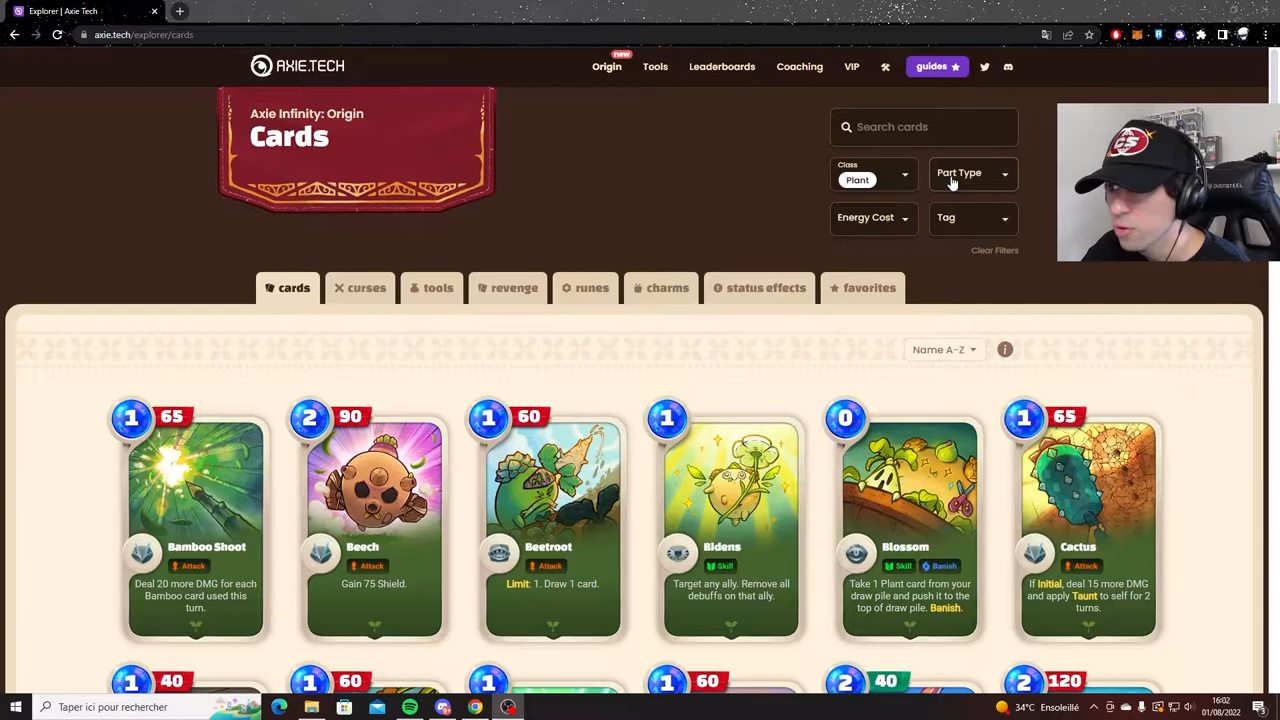 Explorer | Axie Tech
axie.tech/explorer/cards
AXIE.TECH
new
Origin
Tools
Leaderboards
Coaching
VIP
guides
Axie Infinity: Origin
Cards
Search cards
Class
Plant
Part Type
Energy Cost
Tag
Clear Filters
cards
curses
tools
revenge
runes
charms
status effects
favorites
Name A-Z
i
1 65
Bamboo Shoot
Attack
Deal 20 more DMG for each
Bamboo card used this
turn.
2 90
Beech
Attack
Gain 75 Shield.
1 60
Beetroot
Attack
Limit: 1. Draw 1 card.
1
Bidens
Skill
Target any ally. Remove all
debuffs on that ally.
0
Blossom
Skill Banish
Take 1 Plant card from your
draw pile and push it to the
top of draw pile. Banish.
1 65
Cactus
Attack
If Initial, deal 15 more DMG
and apply Taunt to self for 2
turns.
1 40
1 60
1
1 60
2 40
2 120
CS
OVERSTEEL
Taper ici pour rechercher
34°C Ensoleillé
16:02
01/08/2022
3